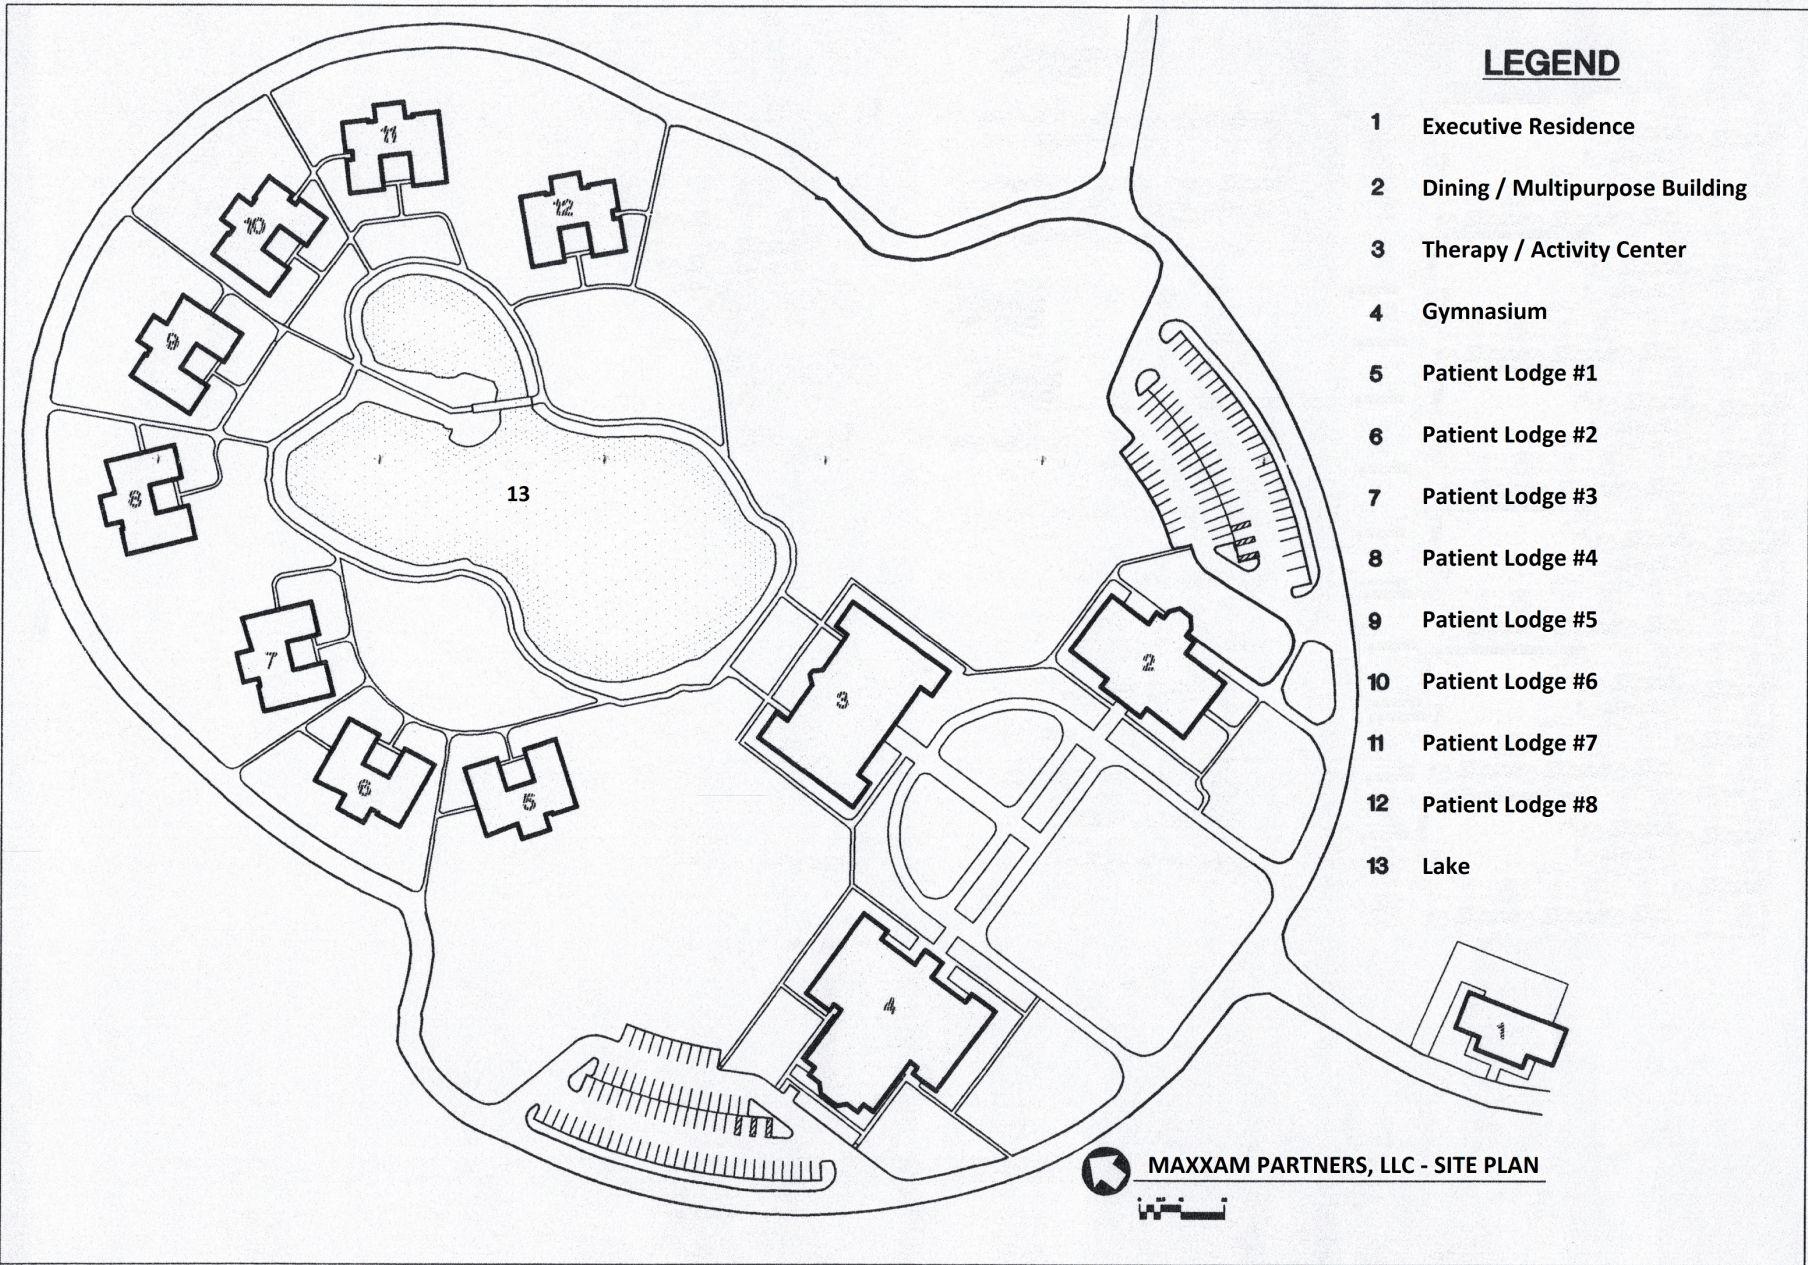 LEGEND
1 Executive Residence
2 Dining / Multipurpose Building
3 Therapy / Activity Center
4 Gymnasium
5 Patient Lodge #1
6 Patient Lodge #2
7 Patient Lodge #3
8 Patient Lodge #4
9 Patient Lodge #5
10 Patient Lodge #6
11 Patient Lodge #7
12 Patient Lodge #8
13 Lake
11
12
10
9
8
13
7
6
5
3
2
4
1
MAXXAM PARTNERS, LLC - SITE PLAN